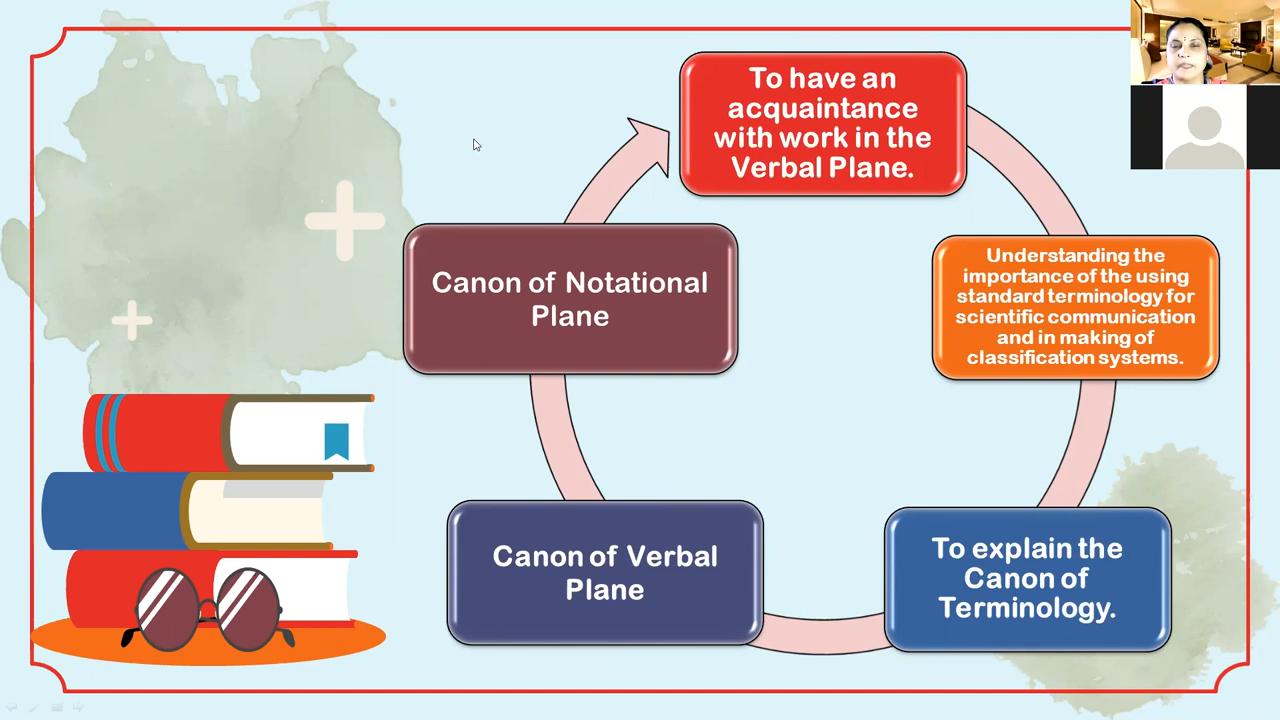 To have an
acquaintance
with work in the
Verbal Plane.
Understanding the
importance of the using
standard terminology for
scientific communication
and in making of
classification systems.
To explain the
Canon of
Terminology.
Canon of Verbal
Plane
Canon of Notational
Plane